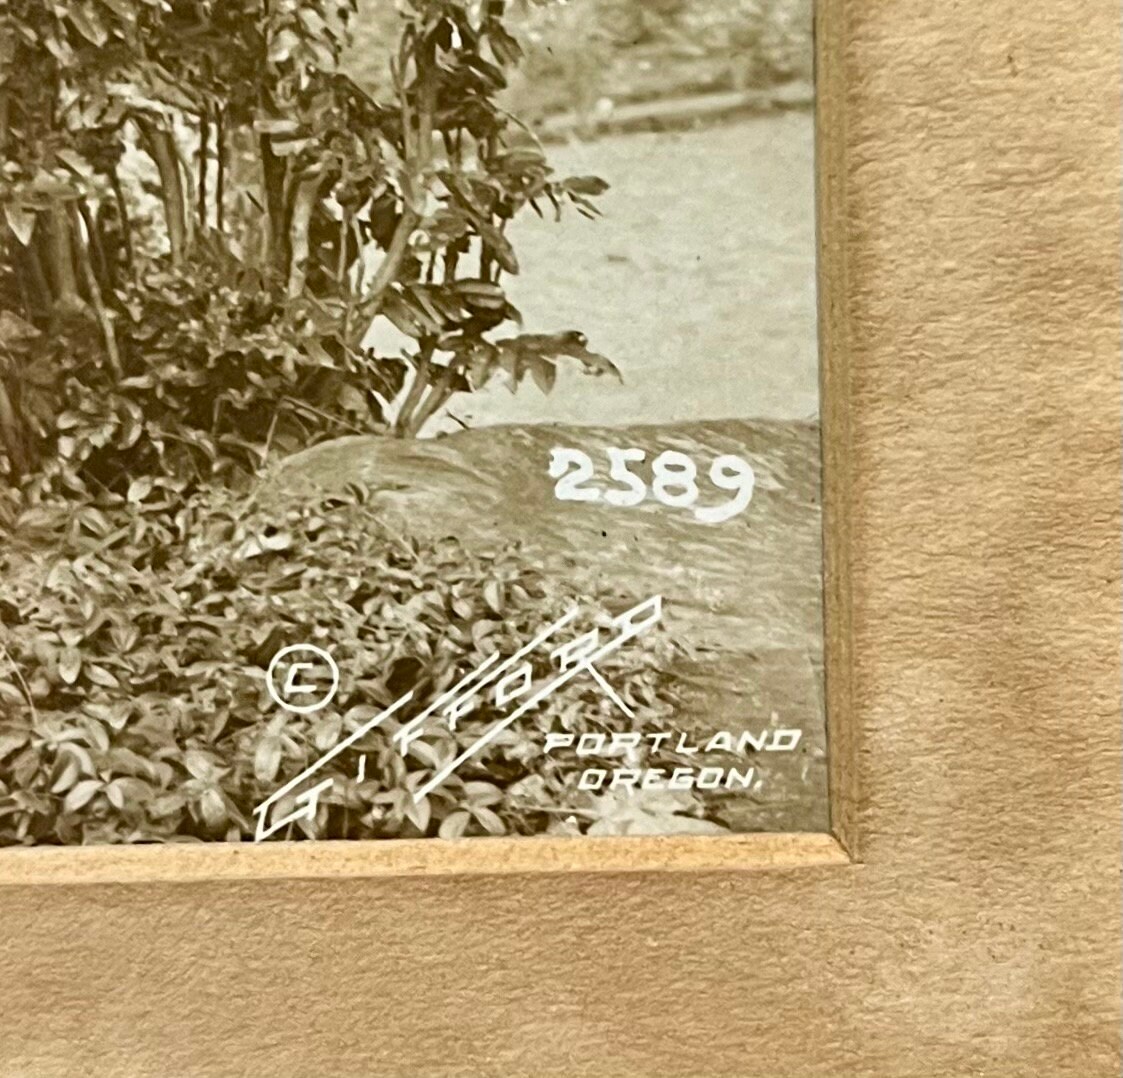 2589
© GIFFORD
PORTLAND
OREGON.